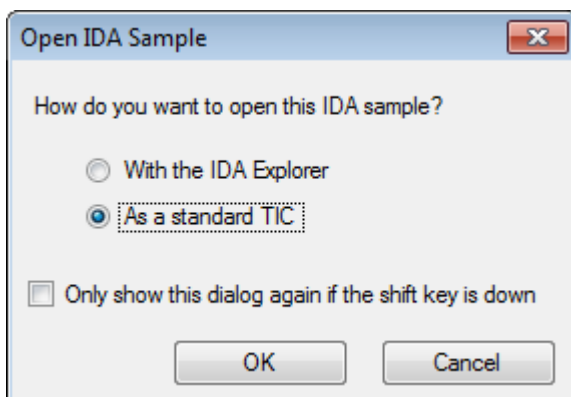 Open IDA Sample
How do you want to open this IDA sample?
With the IDA Explorer
As a standard TIC
Only show this dialog again if the shift key is down
OK
Cancel